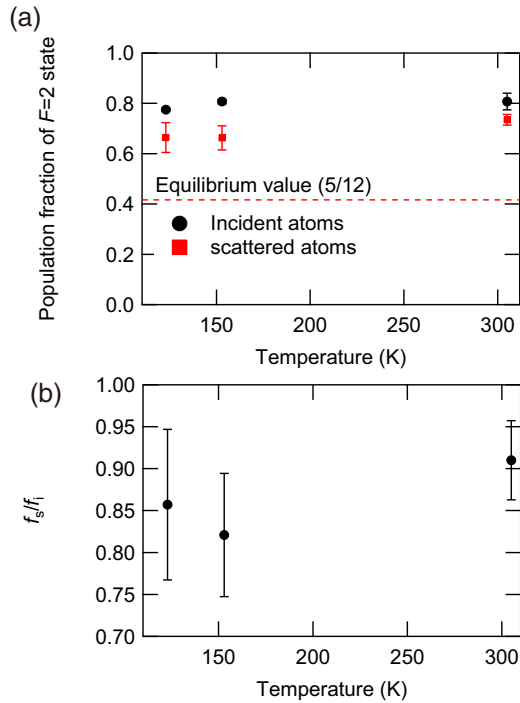 (a)
Population fraction of F=2 state
1.0
0.8
0.6
0.4
0.2
0.0
Equilibrium value (5/12)
Incident atoms
scattered atoms
150
200
250
300
Temperature (K)
(b)
fs/fi
1.00
0.95
0.90
0.85
0.80
0.75
0.70
150
200
250
300
Temperature (K)